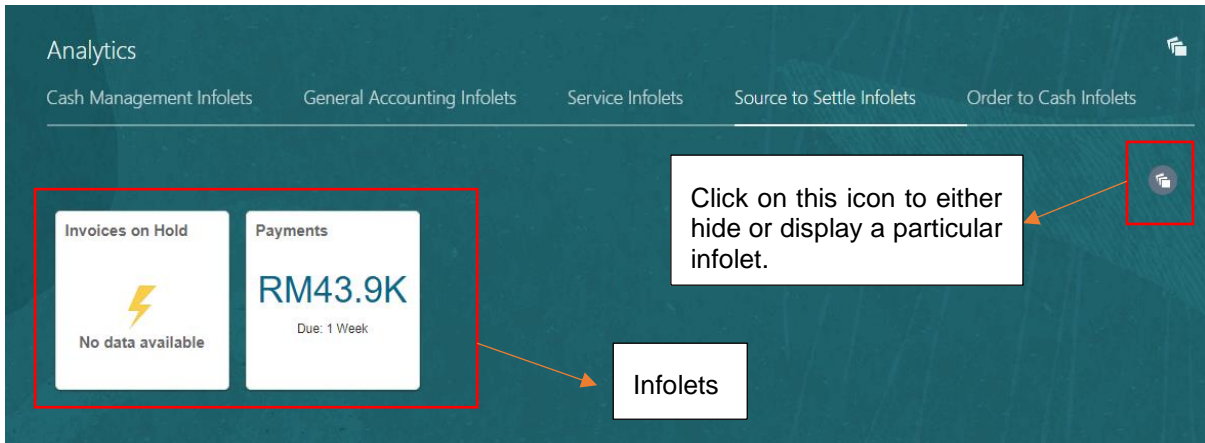 Analytics
Cash Management Infolets General Accounting Infolets Service Infolets Source to Settle Infolets Order to Cash Infolets
Click on this icon to either
hide or display a particular
infolet.
Invoices on Hold
No data available
Payments
RM43.9K
Due: 1 Week
Infolets